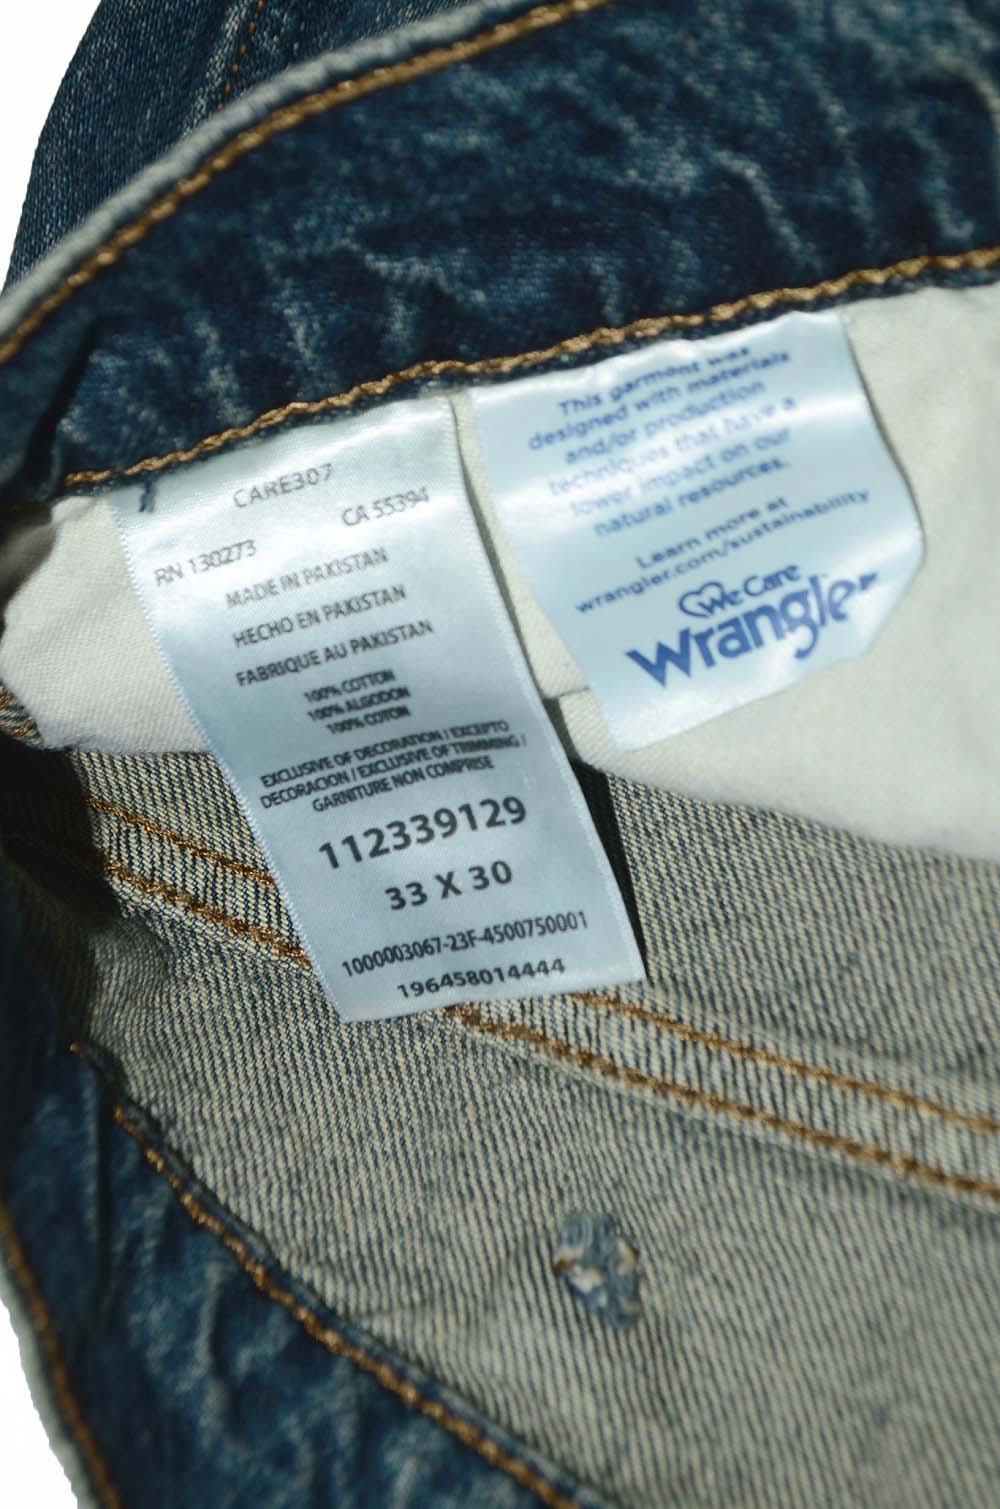 CARE307
RN 130273 CA 55394
MADE IN PAKISTAN
HECHO EN PAKISTAN
FABRIQUE AU PAKISTAN
100% COTTON
100% ALGODON
100% COTON
EXCLUSIVE OF DECORATION / EXCEPTO
DECORACION / EXCLUSIVE OF TRIMMING /
GARNITURE NON COMPRISE
112339129
33 X 30
1000003067-23F-4500750001
196458014444
This garment was
designed with materials
and/or production
techniques that have a
lower impact on our
natural resources.
Learn more at
wrangler.com/sustainability
We Care
Wrangler